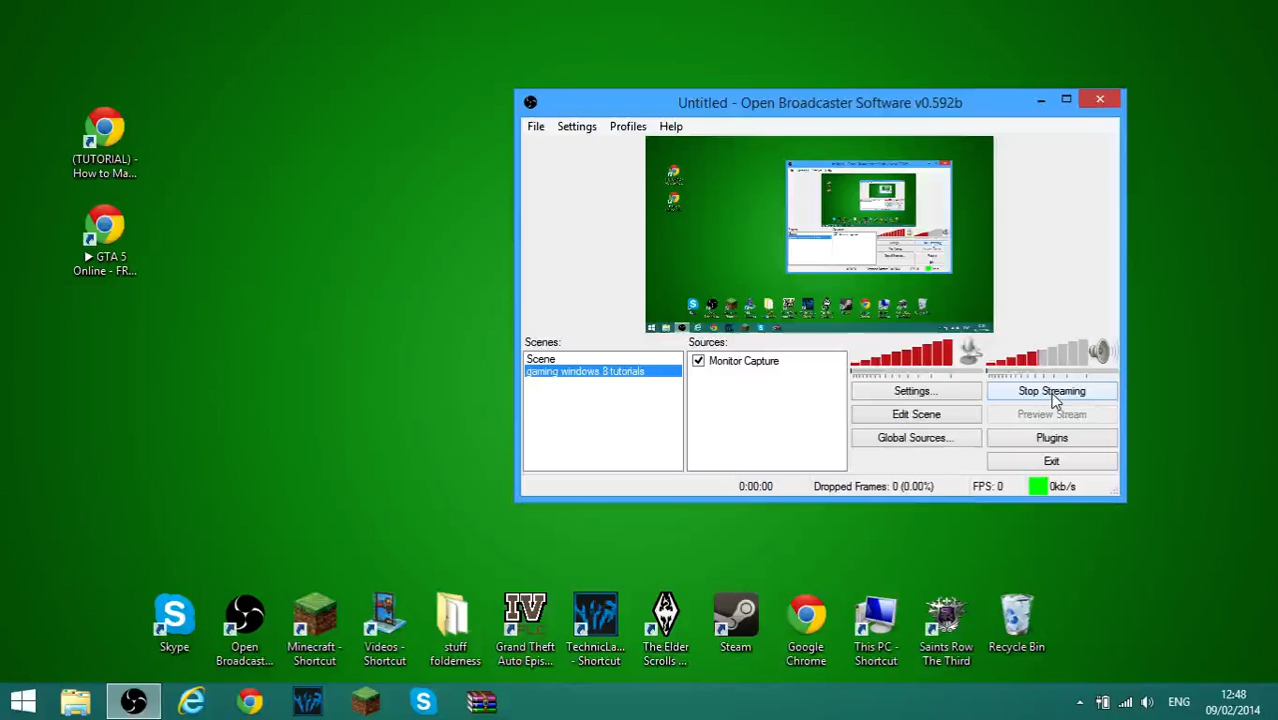 (TUTORIAL) -
How to Ma...
▶ GTA 5
Online - FR...
Untitled - Open Broadcaster Software v0.592b
File Settings Profiles Help
Scenes:
Sources:
Scene
gaming windows 8 tutorials
Monitor Capture
Settings...
Stop Streaming
Edit Scene
Preview Stream
Global Sources...
Plugins
Exit
0:00:00
Dropped Frames: 0 (0.00%)
FPS: 0
0kb/s
Skype
Open
Broadcast...
Minecraft -
Shortcut
Videos -
Shortcut
stuff
folderness
Grand Theft
Auto Epis...
TechnicLa...
- Shortcut
The Elder
Scrolls ...
Steam
Google
Chrome
This PC -
Shortcut
Saints Row
The Third
Recycle Bin
ENG
12:48
09/02/2014